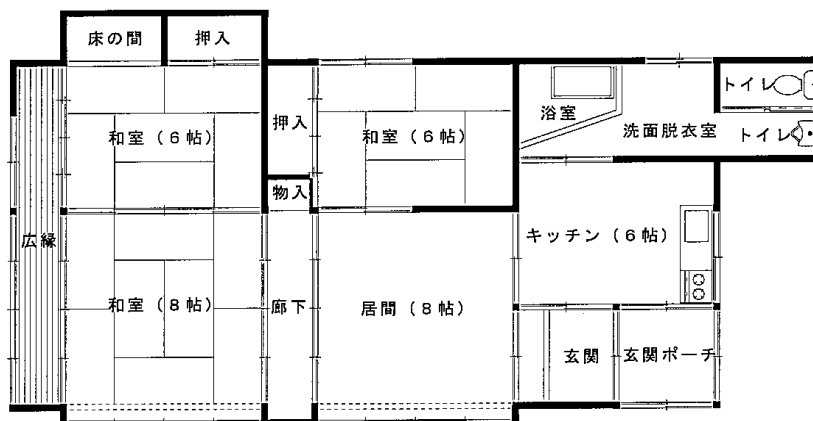 床の間
押入
トイレ
浴室
和室（6帖）
押入
和室（6帖）
洗面脱衣室
トイレ
物入
広縁
キッチン（6帖）
和室（8帖）
廊下
居間（8帖）
玄関
玄関ポーチ